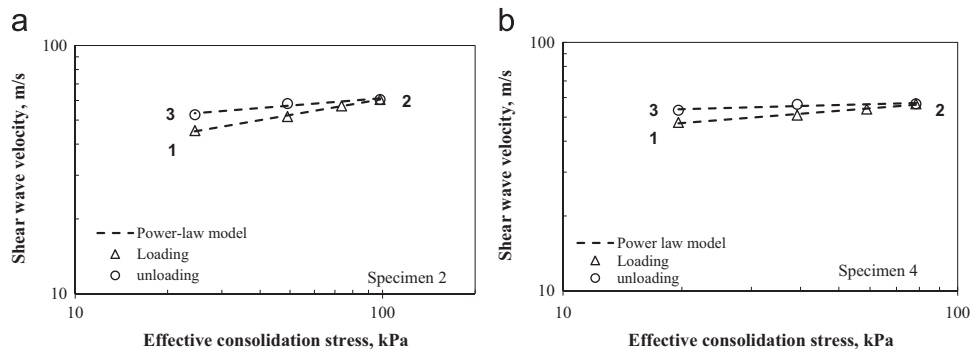 a
100
Shear wave velocity, m/s
3
2
1
Power-law model
Loading
unloading
Specimen 2
10
10
100
Effective consolidation stress, kPa
b
100
Shear wave velocity, m/s
3
2
1
Power law model
Loading
unloading
Specimen 4
10
10
100
Effective consolidation stress, kPa